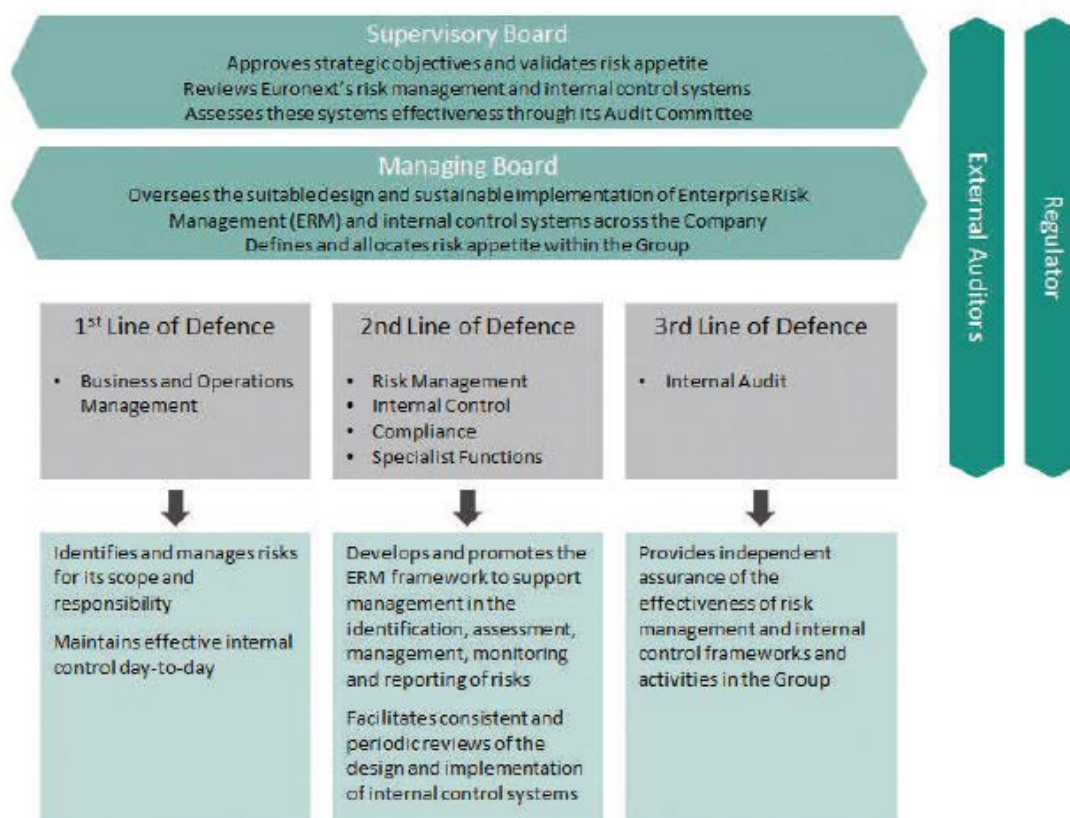 Supervisory Board
Approves strategic objectives and validates risk appetite
Reviews Euronext's risk management and internal control systems
Assesses these systems effectiveness through its Audit Committee
Managing Board
Oversees the suitable design and sustainable implementation of Enterprise Risk
Management (ERM) and internal control systems across the Company
Defines and allocates risk appetite within the Group
External Auditors
Regulator
1st Line of Defence
• Business and Operations
Management
2nd Line of Defence
• Risk Management
• Internal Control
• Compliance
• Specialist Functions
3rd Line of Defence
• Internal Audit
Identifies and manages risks
for its scope and
responsibility
Maintains effective internal
control day-to-day
Develops and promotes the
ERM framework to support
management in the
identification, assessment,
management, monitoring
and reporting of risks
Facilitates consistent and
periodic reviews of the
design and implementation
of internal control systems
Provides independent
assurance of the
effectiveness of risk
management and internal
control frameworks and
activities in the Group